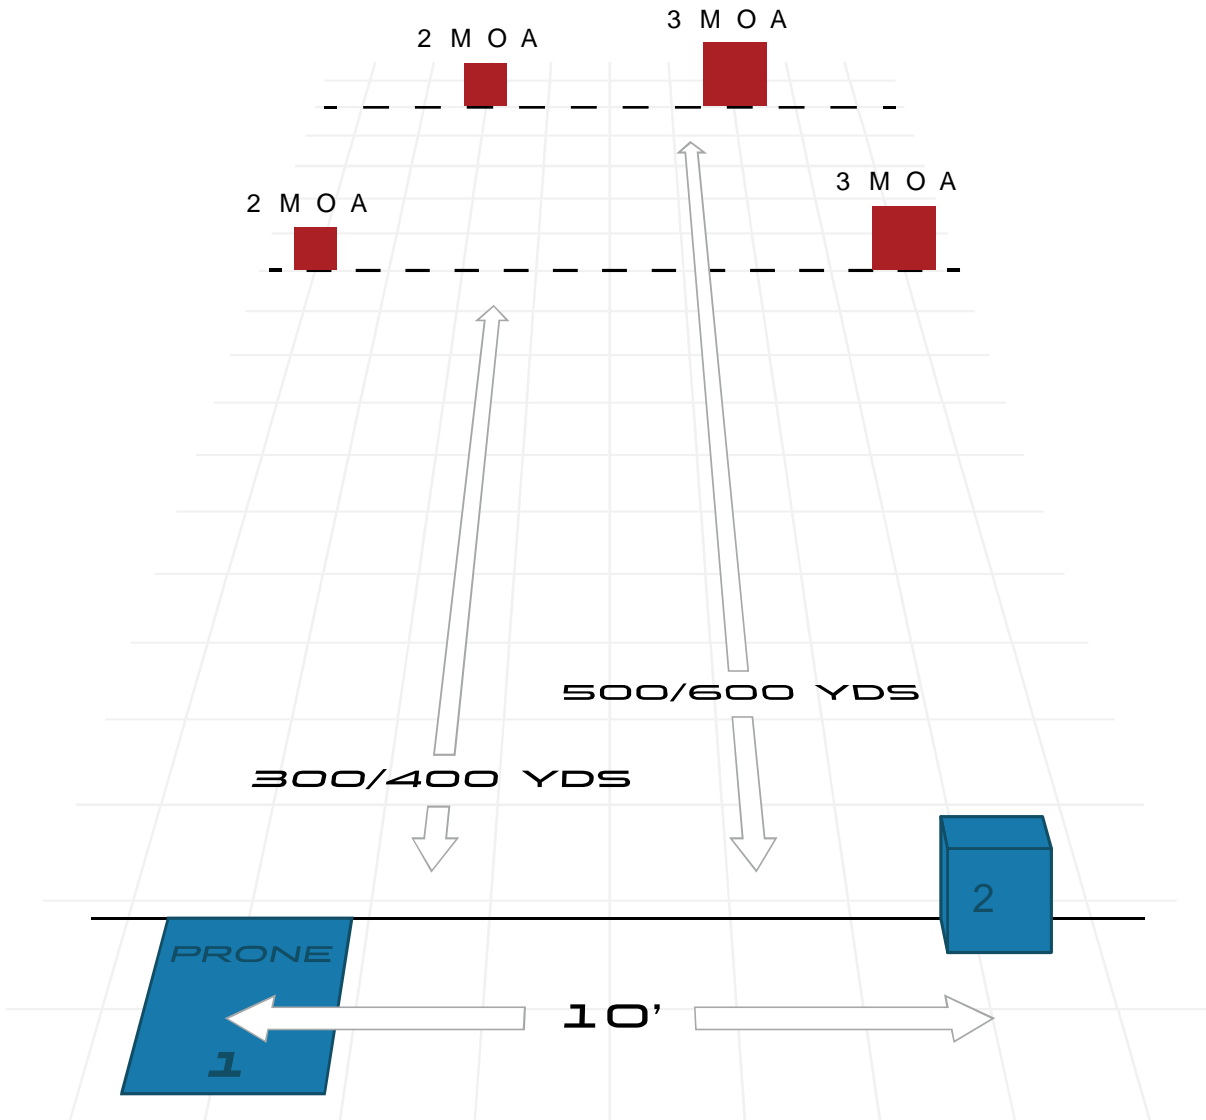 3 M O A
2 M O A
3 M O A
2 M O A
500/600 YDS
300/400 YDS
2
PRONE
10’
1